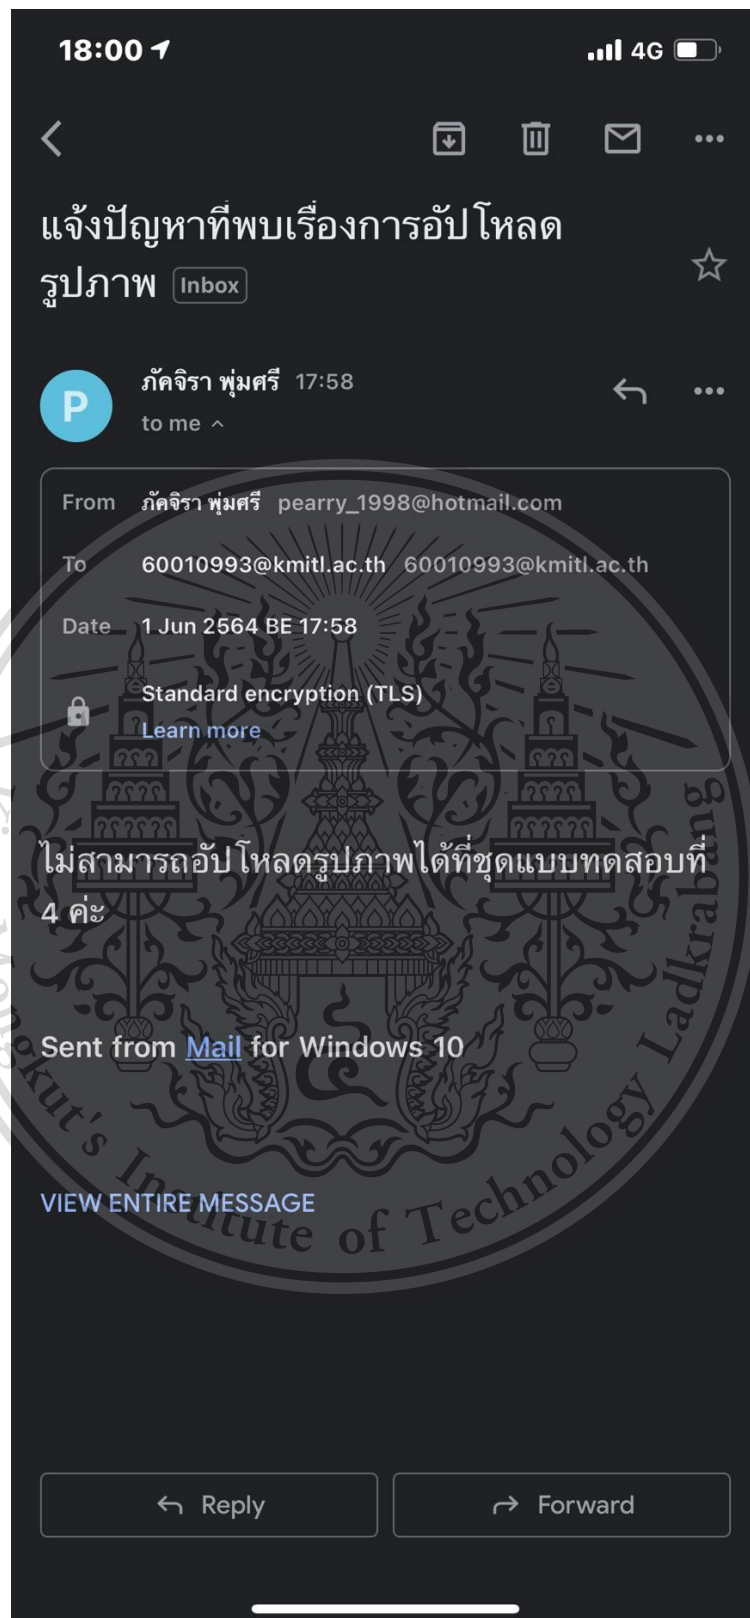 18:00
4G
แจ้งปัญหาที่พบเรื่องการอัปโหลด
รูปภาพ Inbox
P
ภัคจิรา พุ่มศรี 17:58
to me
From ภัคจิรา พุ่มศรี pearry_1998@hotmail.com
To 60010993@kmitl.ac.th 60010993@kmitl.ac.th
Date 1 Jun 2564 BE 17:58
Standard encryption (TLS)
Learn more
ไม่สามารถอัปโหลดรูปภาพได้ที่ชุดแบบทดสอบที่
4 ค่ะ
Sent from Mail for Windows 10
VIEW ENTIRE MESSAGE
Reply
Forward
kut's Institute of Technology Ladkrabang